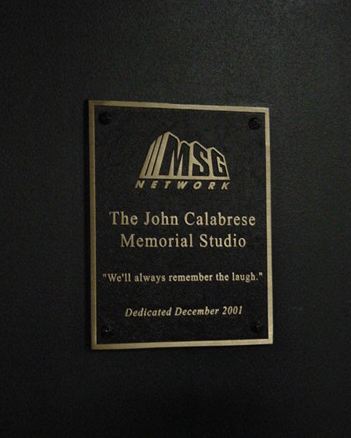 MSG
NETWORK
The John Calabrese
Memorial Studio
"We'll always remember the laugh."
Dedicated December 2001